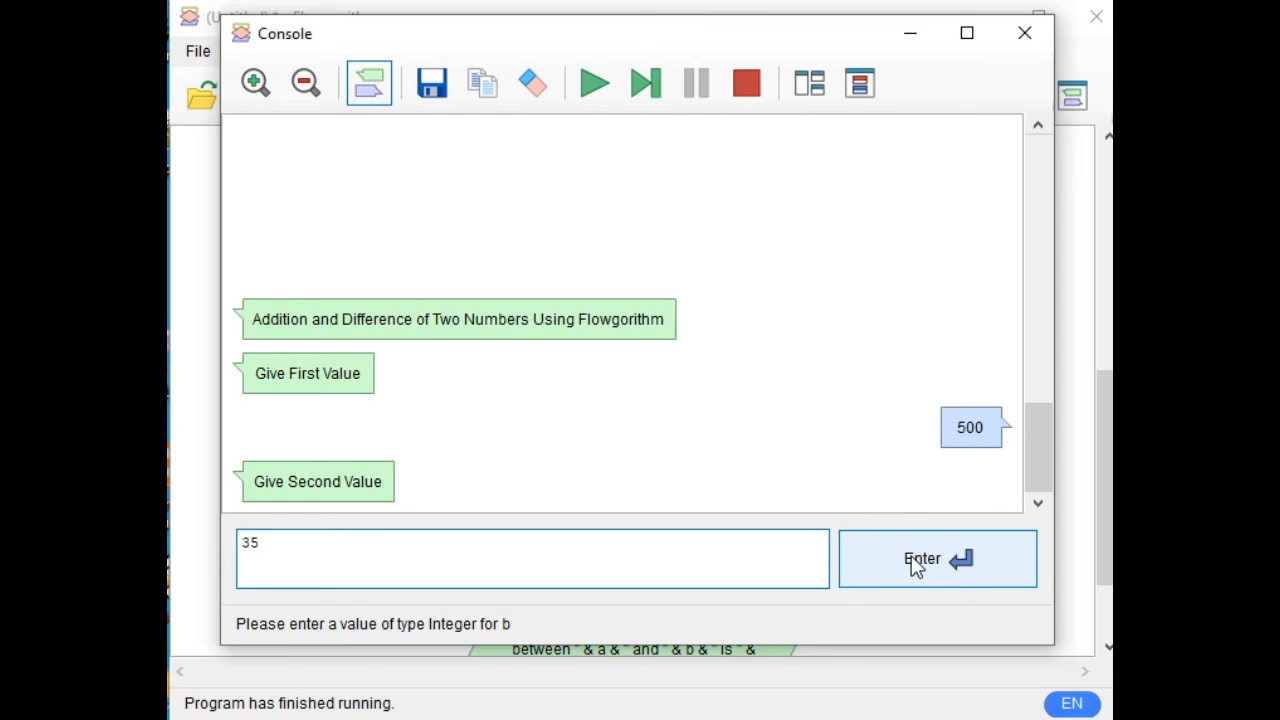 Console
File
Addition and Difference of Two Numbers Using Flowgorithm
Give First Value
500
Give Second Value
35
Enter
Please enter a value of type Integer for b
between " & a & " and " & b & " is " &
Program has finished running.
EN